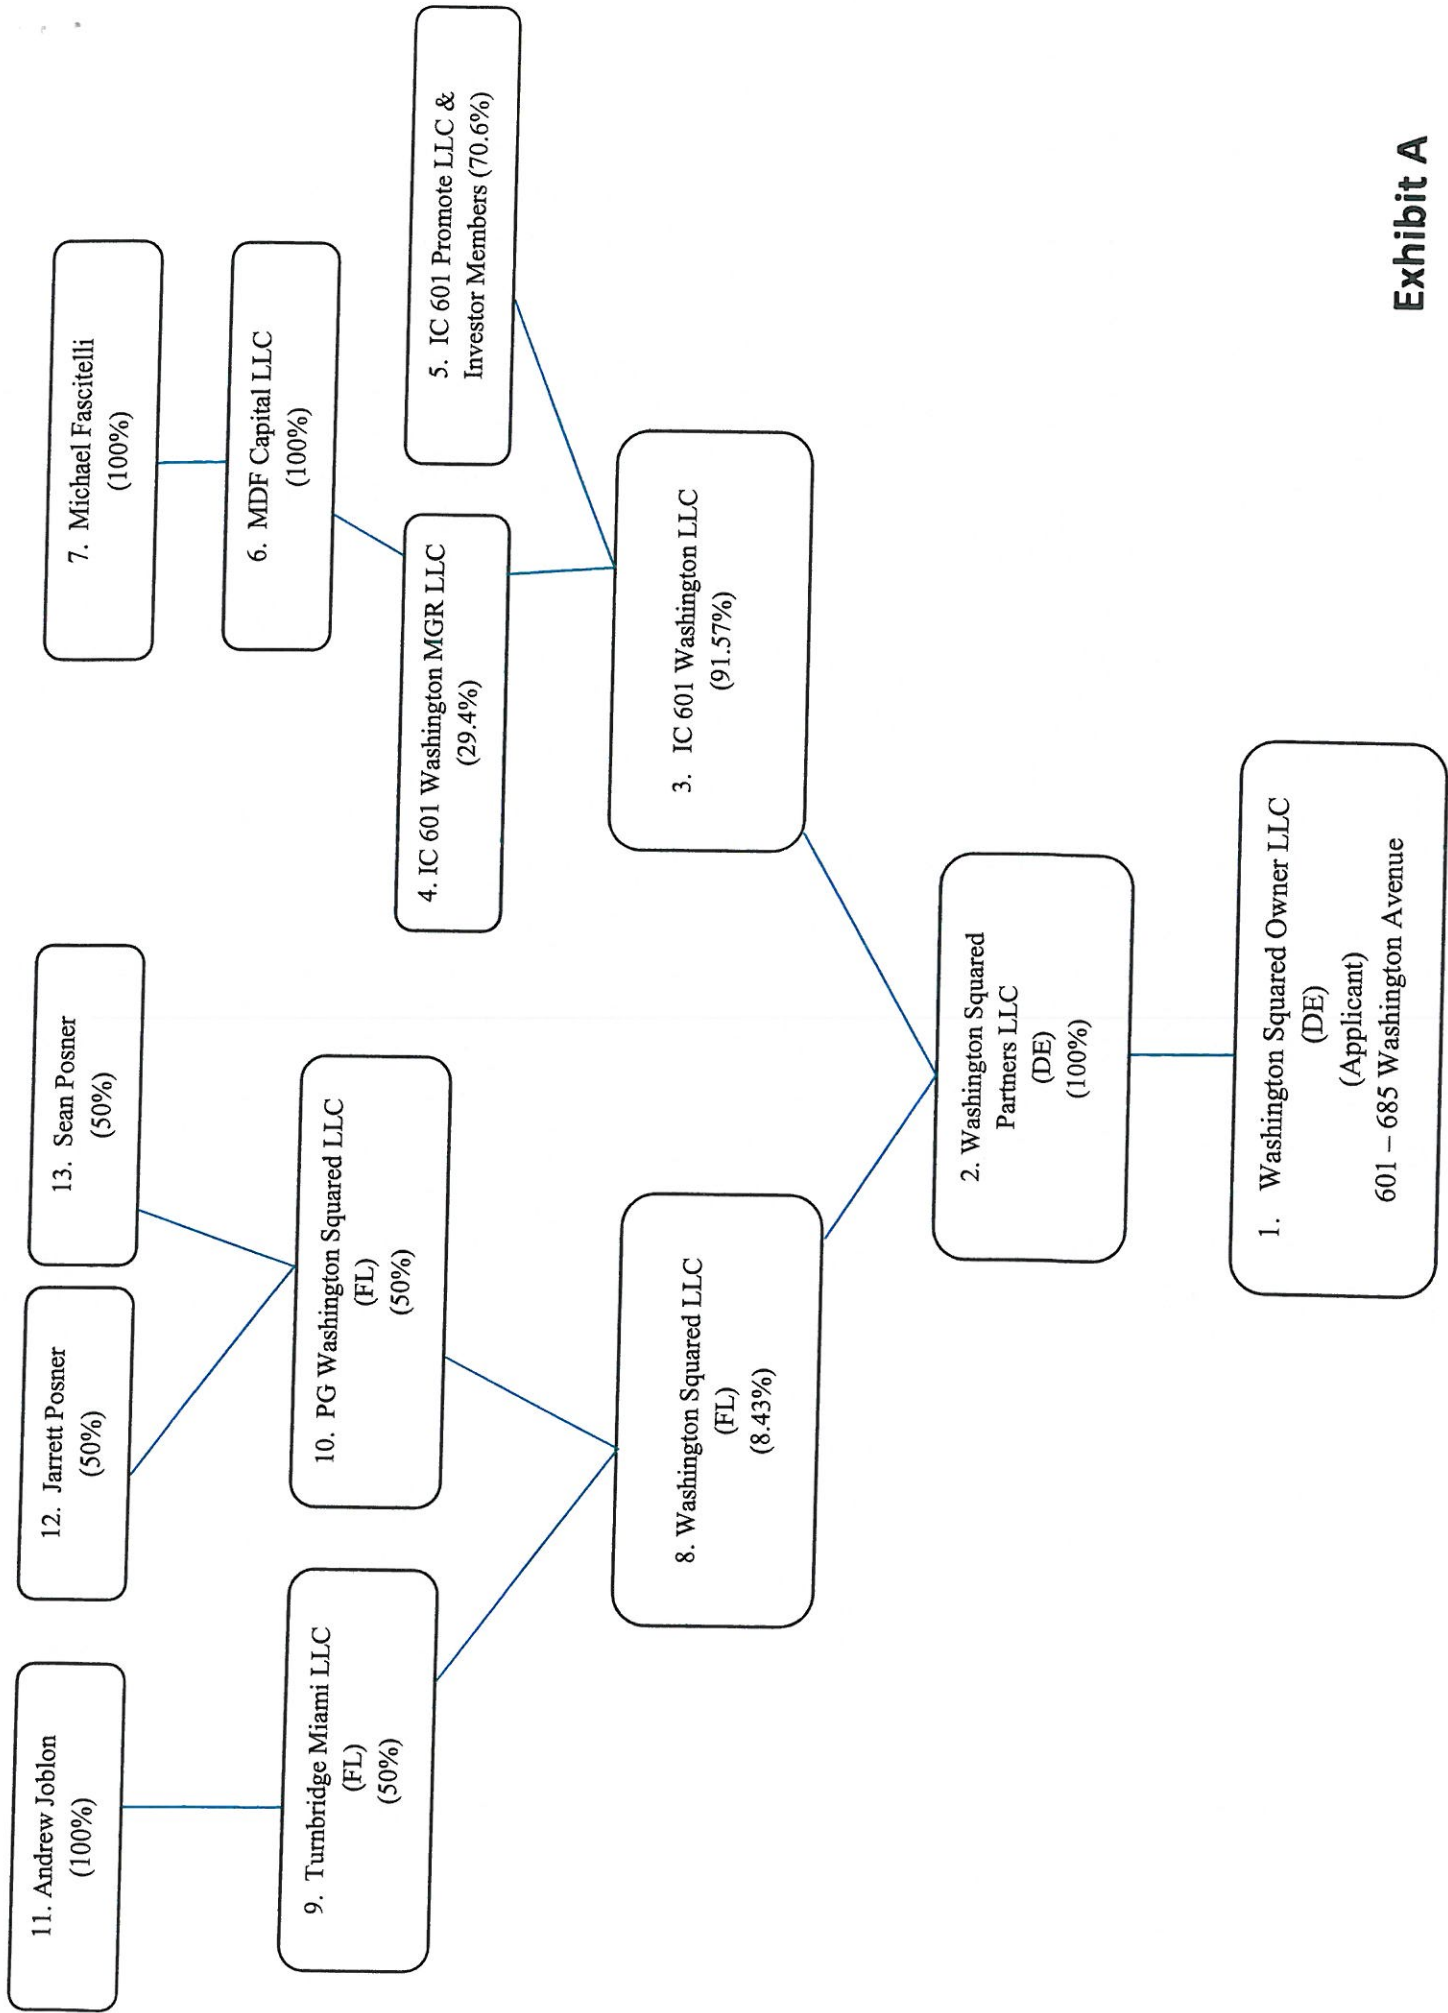 11. Andrew Joblon
(100%)
12. Jarrett Posner
(50%)
13. Sean Posner
(50%)
7. Michael Fascitelli
(100%)
9. Turnbridge Miami LLC
(FL)
(50%)
10. PG Washington Squared LLC
(FL)
(50%)
6. MDF Capital LLC
(100%)
4. IC 601 Washington MGR LLC
(29.4%)
5. IC 601 Promote LLC &
Investor Members (70.6%)
8. Washington Squared LLC
(FL)
(8.43%)
3. IC 601 Washington LLC
(91.57%)
2. Washington Squared
Partners LLC
(DE)
(100%)
1. Washington Squared Owner LLC
(DE)
(Applicant)
601 – 685 Washington Avenue
Exhibit A